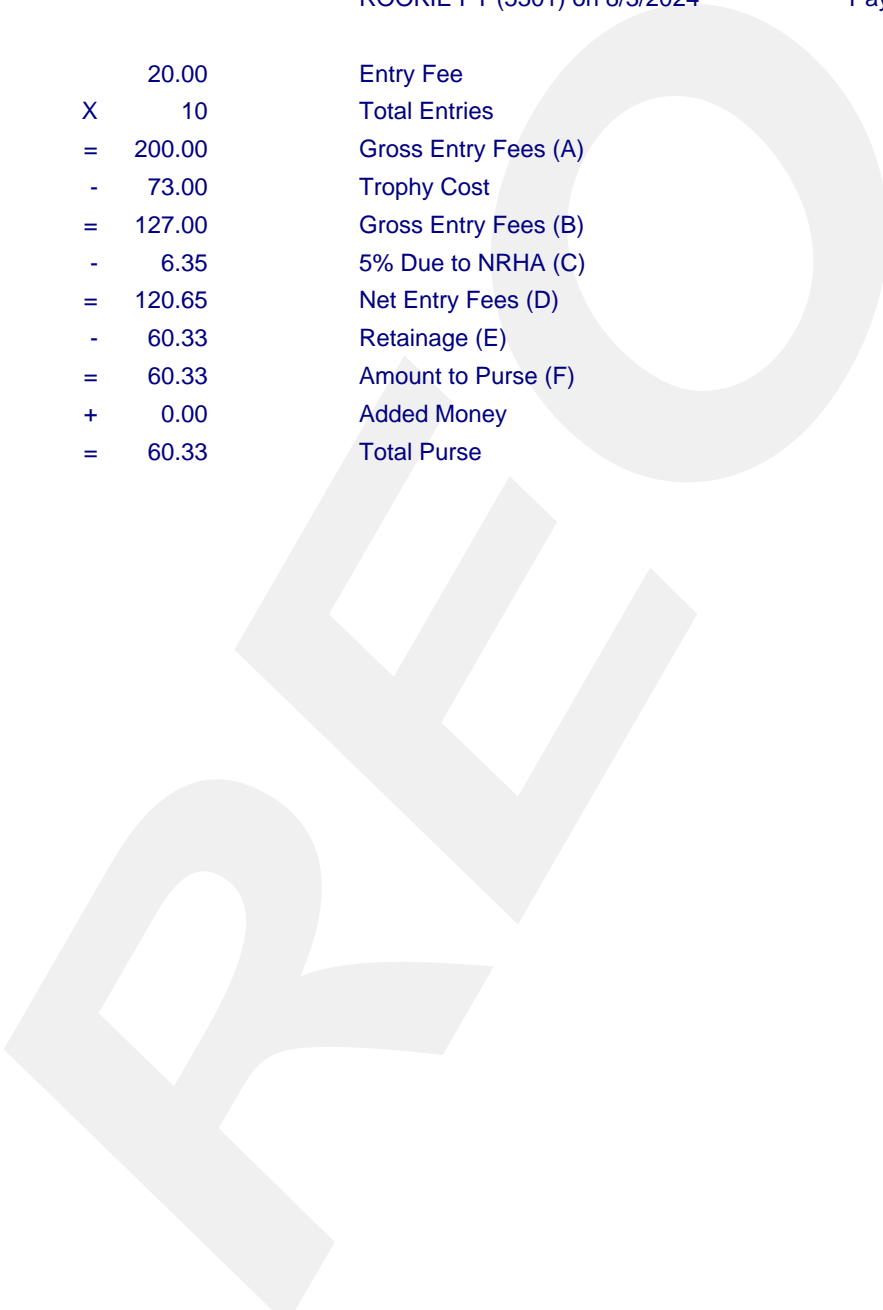 20.00 Entry Fee
X 10 Total Entries
= 200.00 Gross Entry Fees (A)
- 73.00 Trophy Cost
= 127.00 Gross Entry Fees (B)
- 6.35 5% Due to NRHA (C)
= 120.65 Net Entry Fees (D)
- 60.33 Retainage (E)
= 60.33 Amount to Purse (F)
+ 0.00 Added Money
= 60.33 Total Purse
REO